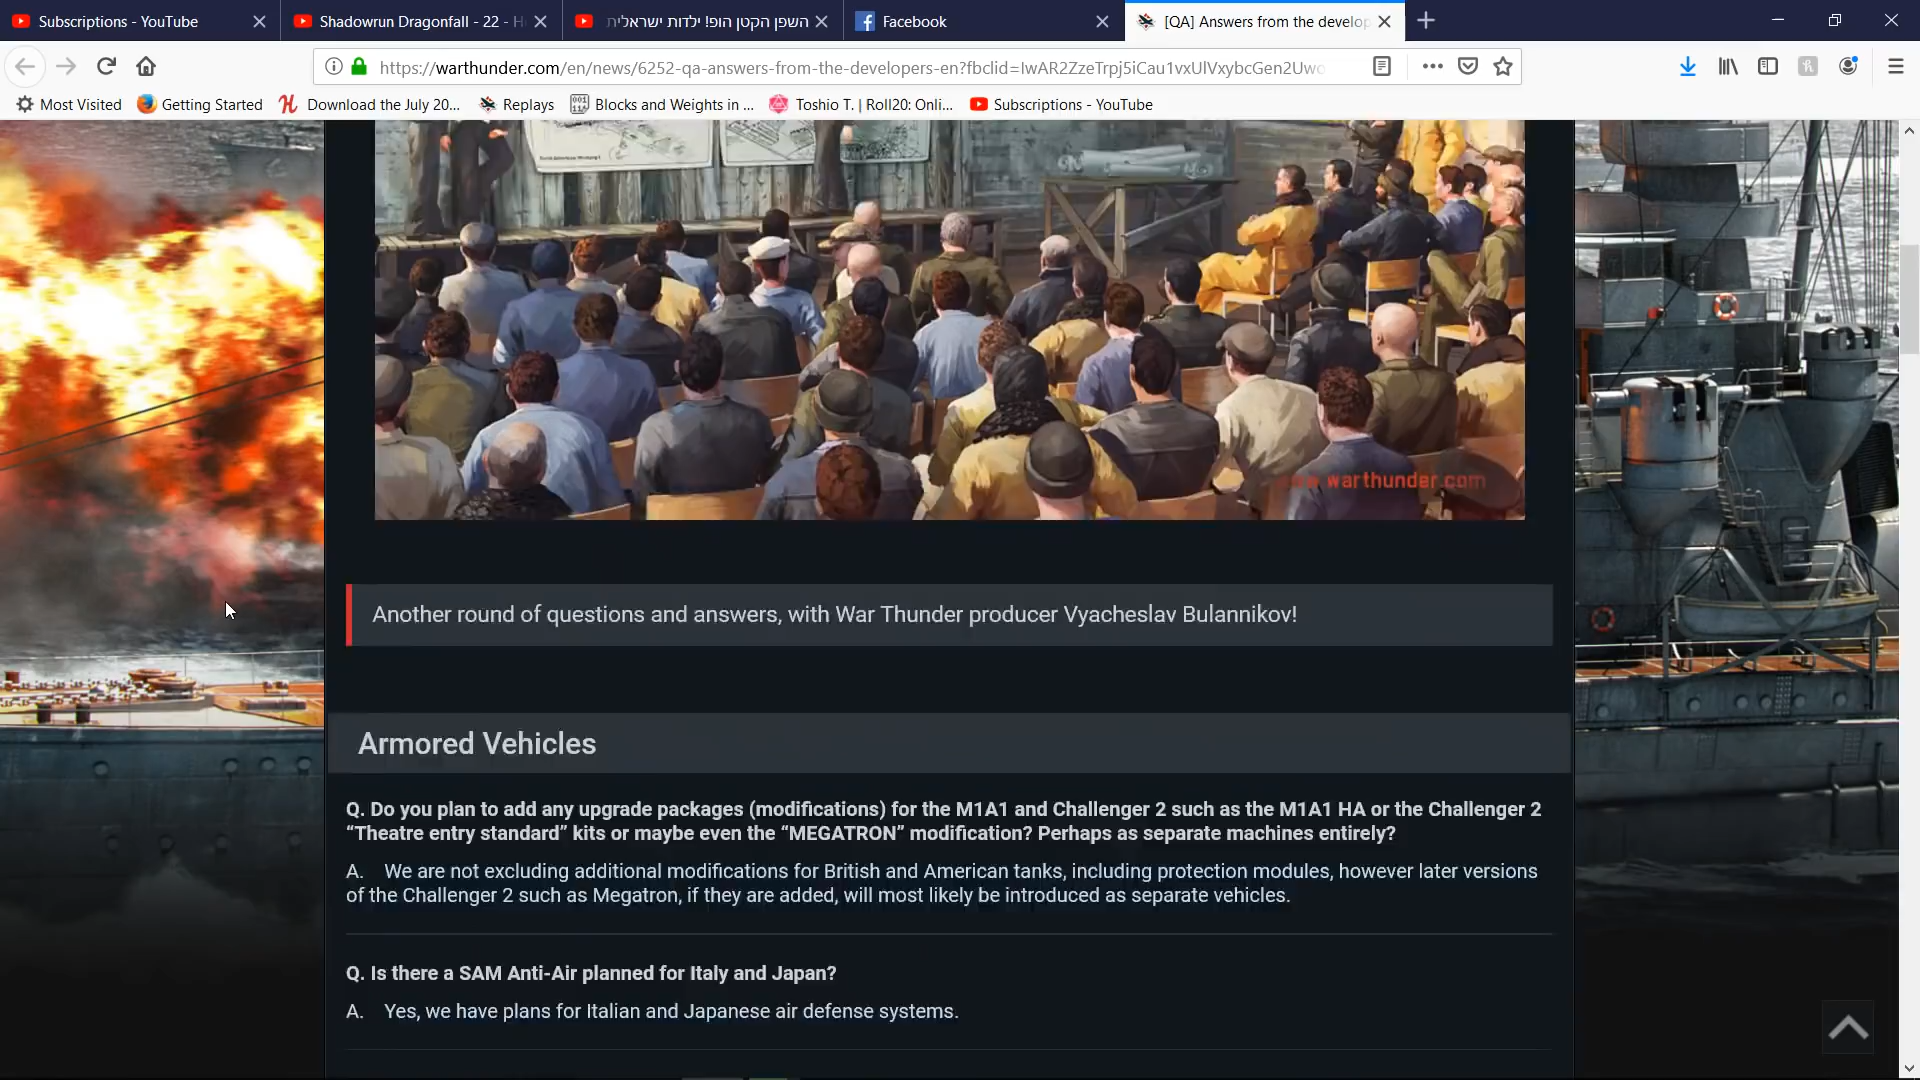 Subscriptions - YouTube
Shadowrun Dragonfall - 22 - H
השפן הקטן הופ! ילדות ישראלית
Facebook
[QA] Answers from the develop
https://warthunder.com/en/news/6252-qa-answers-from-the-developers-en?fbclid=IwAR2ZzeTrpj5iCau1vxUlVxybcGen2Uwo
Most Visited
Getting Started
Download the July 20...
Replays
Blocks and Weights in ...
Toshio T. | Roll20: Onli...
Subscriptions - YouTube
warthunder.com
Another round of questions and answers, with War Thunder producer Vyacheslav Bulannikov!
Armored Vehicles
Q. Do you plan to add any upgrade packages (modifications) for the M1A1 and Challenger 2 such as the M1A1 HA or the Challenger 2
“Theatre entry standard” kits or maybe even the “MEGATRON” modification? Perhaps as separate machines entirely?
A. We are not excluding additional modifications for British and American tanks, including protection modules, however later versions
of the Challenger 2 such as Megatron, if they are added, will most likely be introduced as separate vehicles.
Q. Is there a SAM Anti-Air planned for Italy and Japan?
A. Yes, we have plans for Italian and Japanese air defense systems.